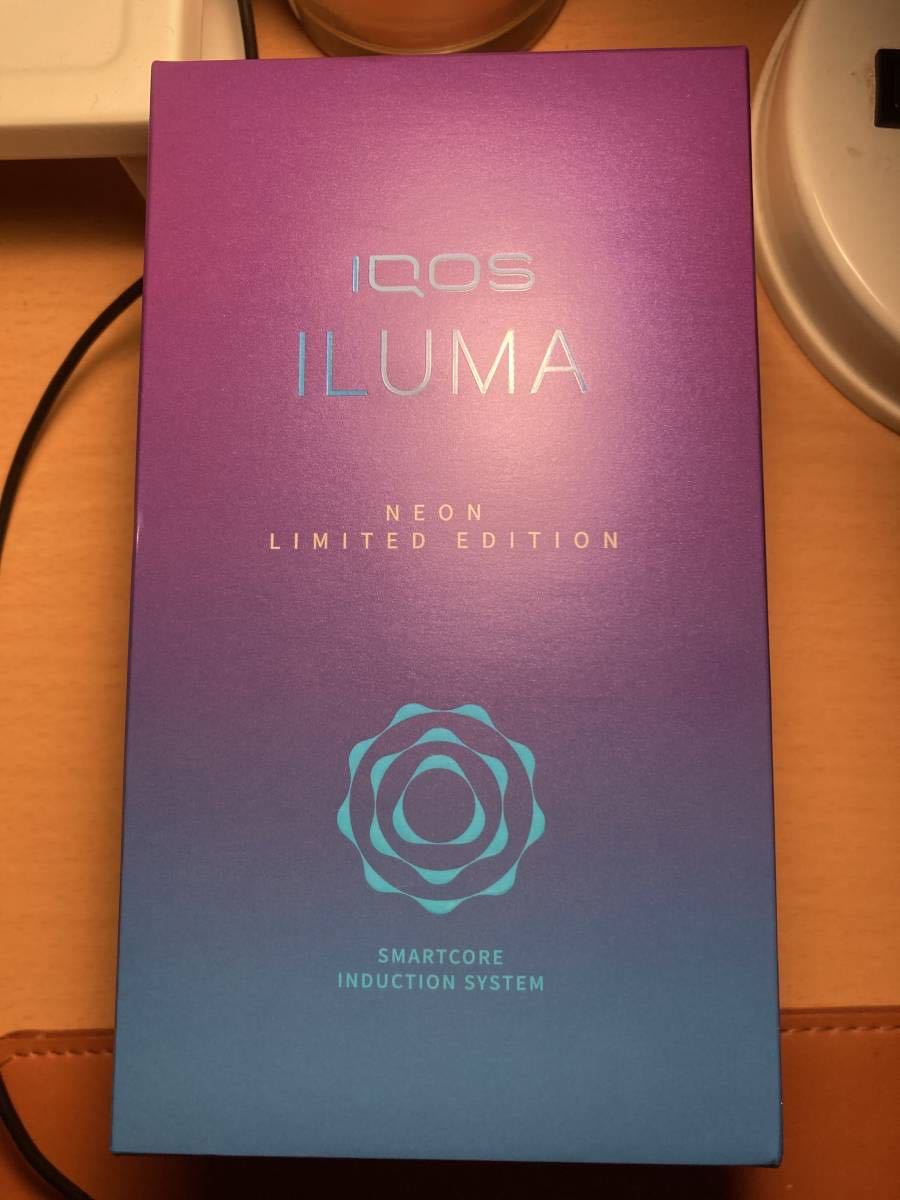 IQOS
ILUMA
NEON
LIMITED EDITION
SMARTCORE
INDUCTION SYSTEM